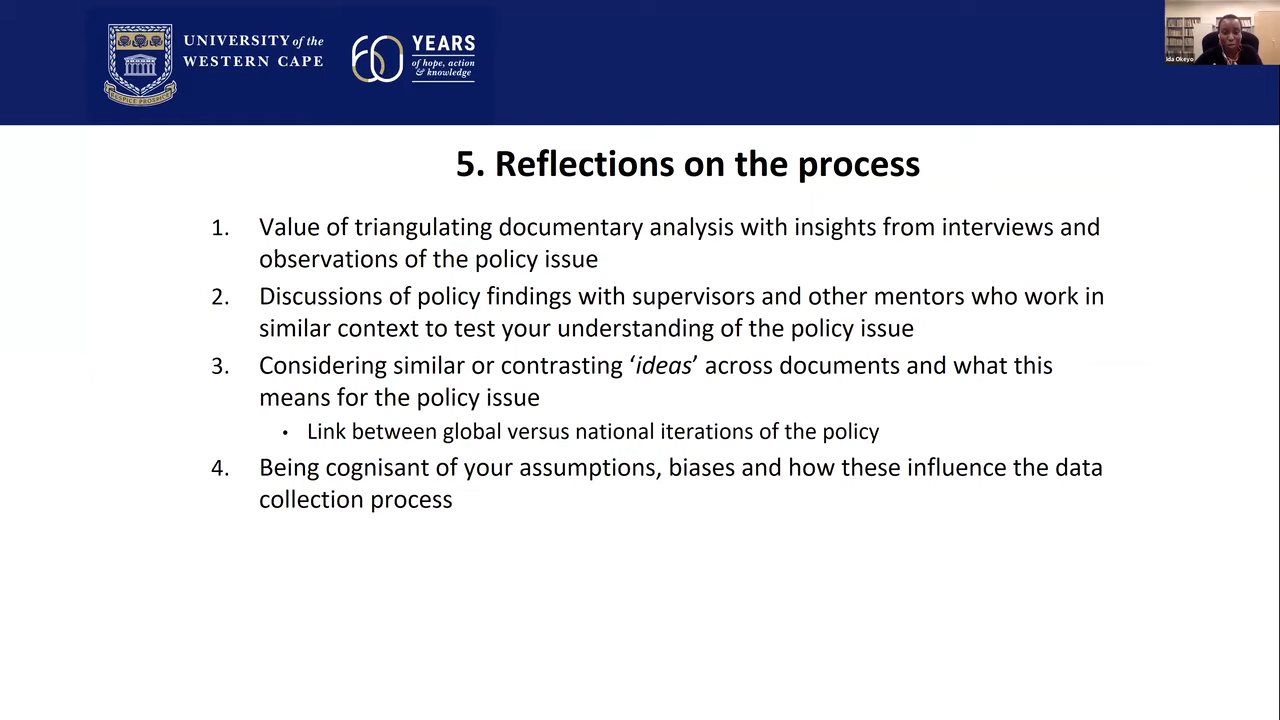 UNIVERSITY of the
WESTERN CAPE
60 YEARS
of hope, action
& knowledge
Ida Okeyo
5. Reflections on the process
1. Value of triangulating documentary analysis with insights from interviews and
observations of the policy issue
2. Discussions of policy findings with supervisors and other mentors who work in
similar context to test your understanding of the policy issue
3. Considering similar or contrasting ‘ideas’ across documents and what this
means for the policy issue
• Link between global versus national iterations of the policy
4. Being cognisant of your assumptions, biases and how these influence the data
collection process